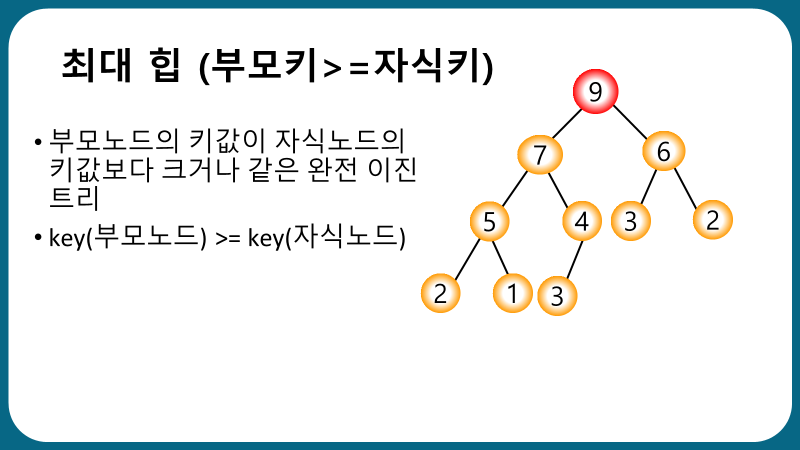 최대 힙 (부모키>=자식키)
• 부모노드의 키값이 자식노드의
키값보다 크거나 같은 완전 이진
트리
• key(부모노드) >= key(자식노드)
9
7 6
5 4 3 2
2 1 3